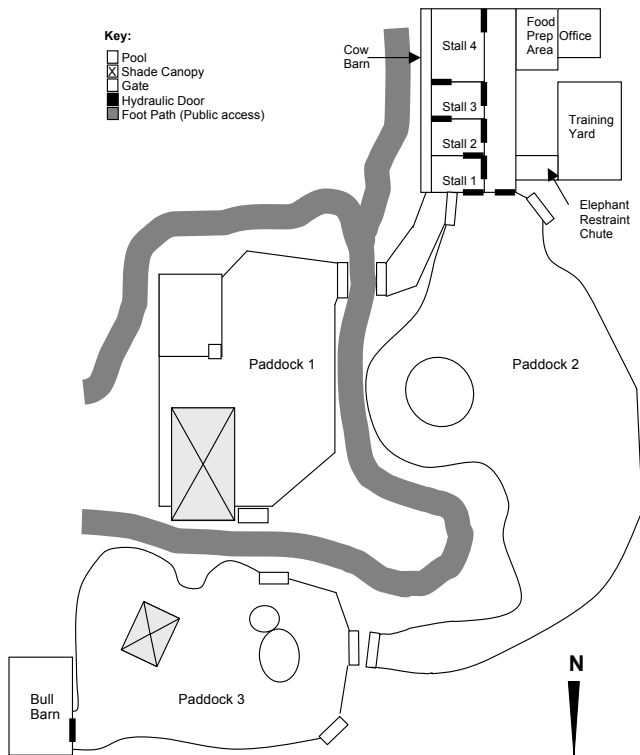 Key:
Pool
Shade Canopy
Gate
Hydraulic Door
Foot Path (Public access)
Cow
Barn
Stall 4
Stall 3
Stall 2
Stall 1
Food
Prep
Area
Office
Training
Yard
Elephant
Restraint
Chute
Paddock 1
Paddock 2
Paddock 3
Bull
Barn
N